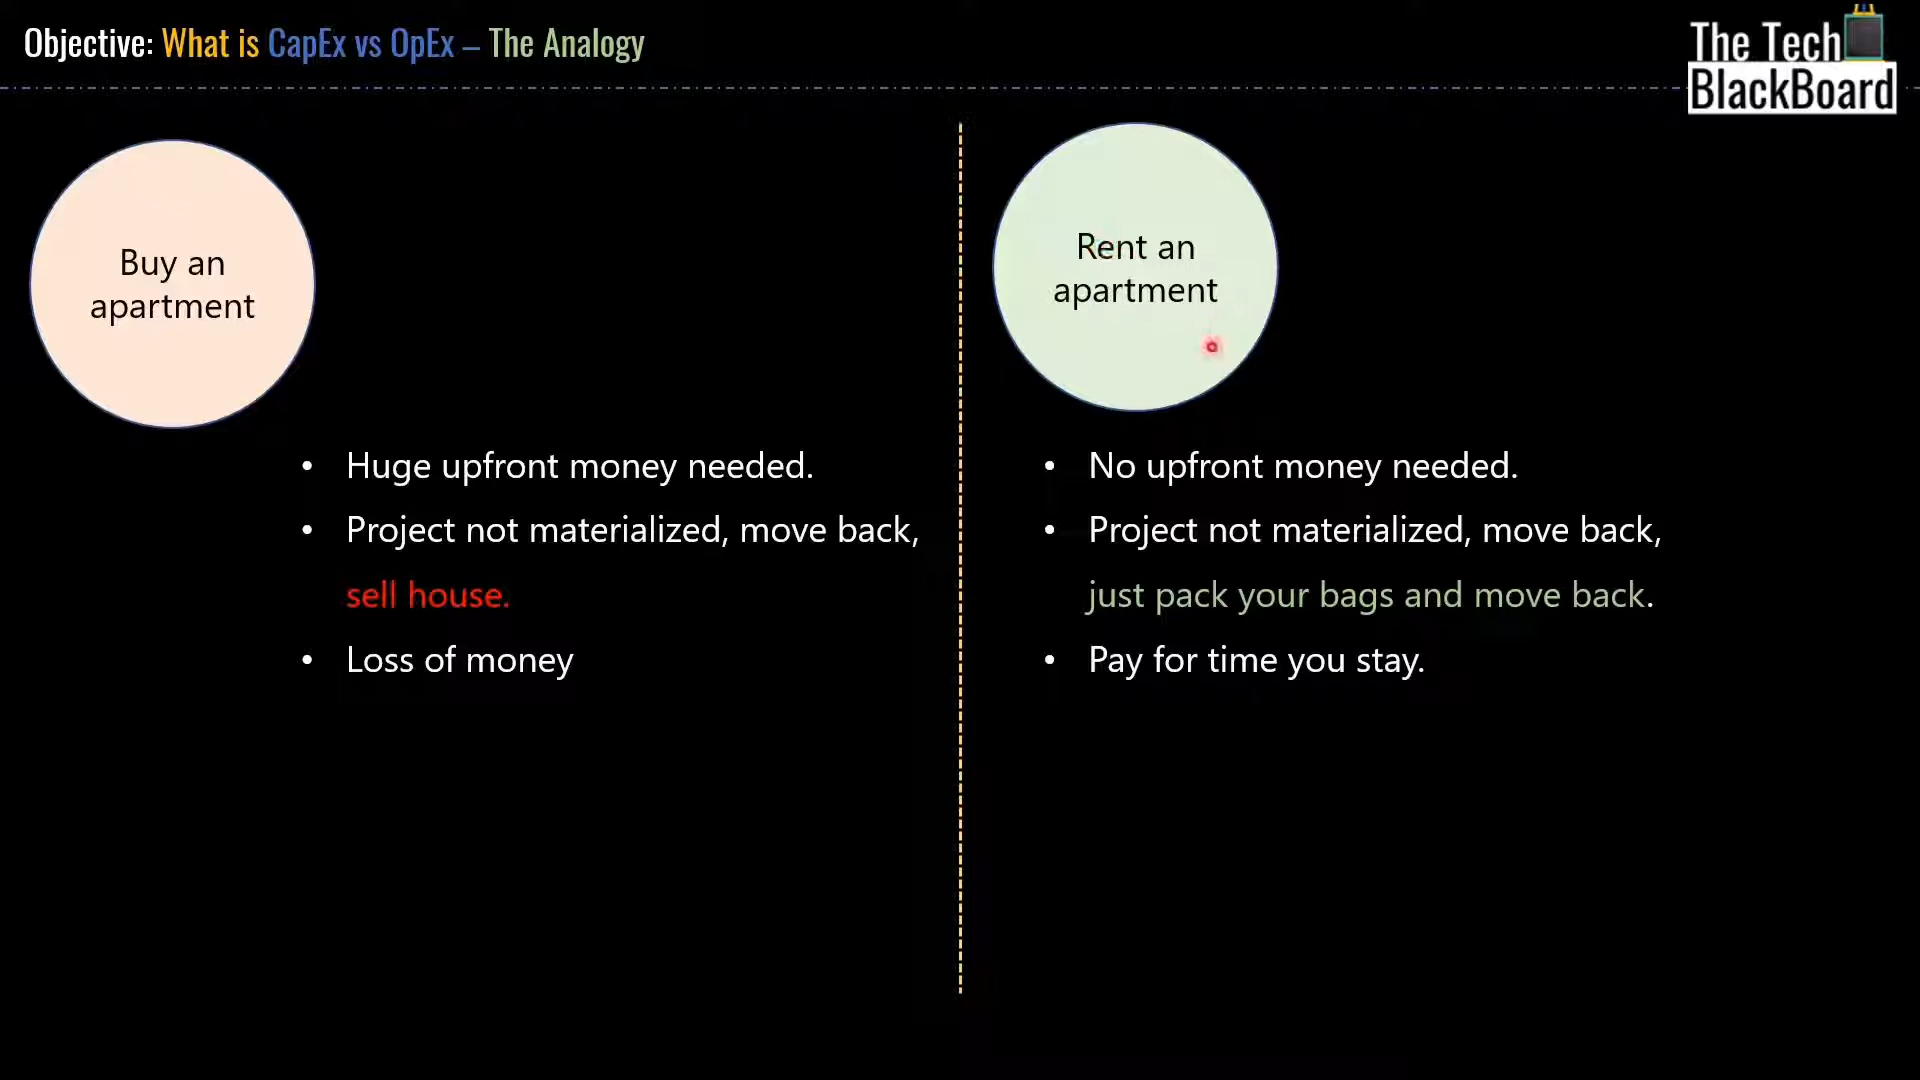 Objective: What is CapEx vs OpEx – The Analogy
The Tech
BlackBoard
Buy an
apartment
• Huge upfront money needed.
• Project not materialized, move back,
sell house.
• Loss of money
Rent an
apartment
• No upfront money needed.
• Project not materialized, move back,
just pack your bags and move back.
• Pay for time you stay.